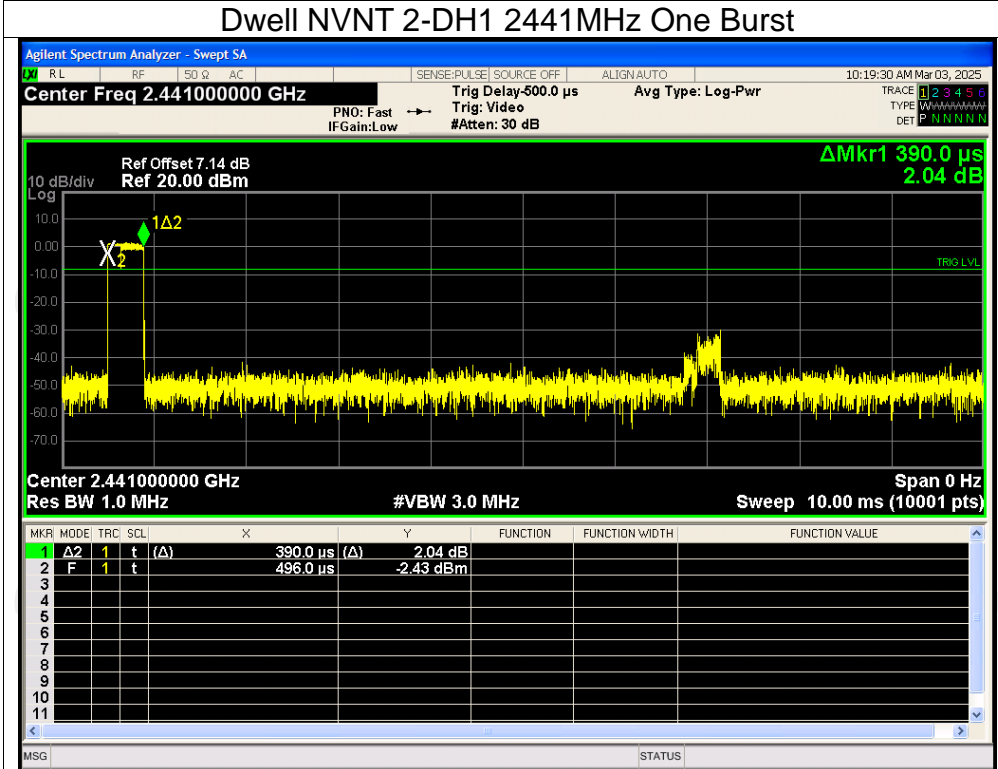 Dwell NVNT 2-DH1 2441MHz One Burst
Agilent Spectrum Analyzer - Swept SA
LXI RL RF 50 Ω AC SENSE:PULSE SOURCE OFF ALIGN AUTO 10:19:30 AM Mar 03, 2025
Center Freq 2.441000000 GHz
Trig Delay-500.0 µs Avg Type: Log-Pwr TRACE 1 2 3 4 5 6
PNO: Fast Trig: Video TYPE WWWWWW
IFGain:Low #Atten: 30 dB DET P N N N N N
ΔMkr1 390.0 µs
2.04 dB
Ref Offset 7.14 dB
10 dB/div Ref 20.00 dBm
Log
10.0
1Δ2
0.00
X2
TRIG LVL
-10.0
-20.0
-30.0
-40.0
-50.0
-60.0
-70.0
Center 2.441000000 GHz Span 0 Hz
Res BW 1.0 MHz #VBW 3.0 MHz Sweep 10.00 ms (10001 pts)
MKR MODE TRC SCL X Y FUNCTION FUNCTION WIDTH FUNCTION VALUE
1 Δ2 1 t (Δ) 390.0 µs (Δ) 2.04 dB
2 F 1 t 496.0 µs -2.43 dBm
3
4
5
6
7
8
9
10
11
MSG STATUS